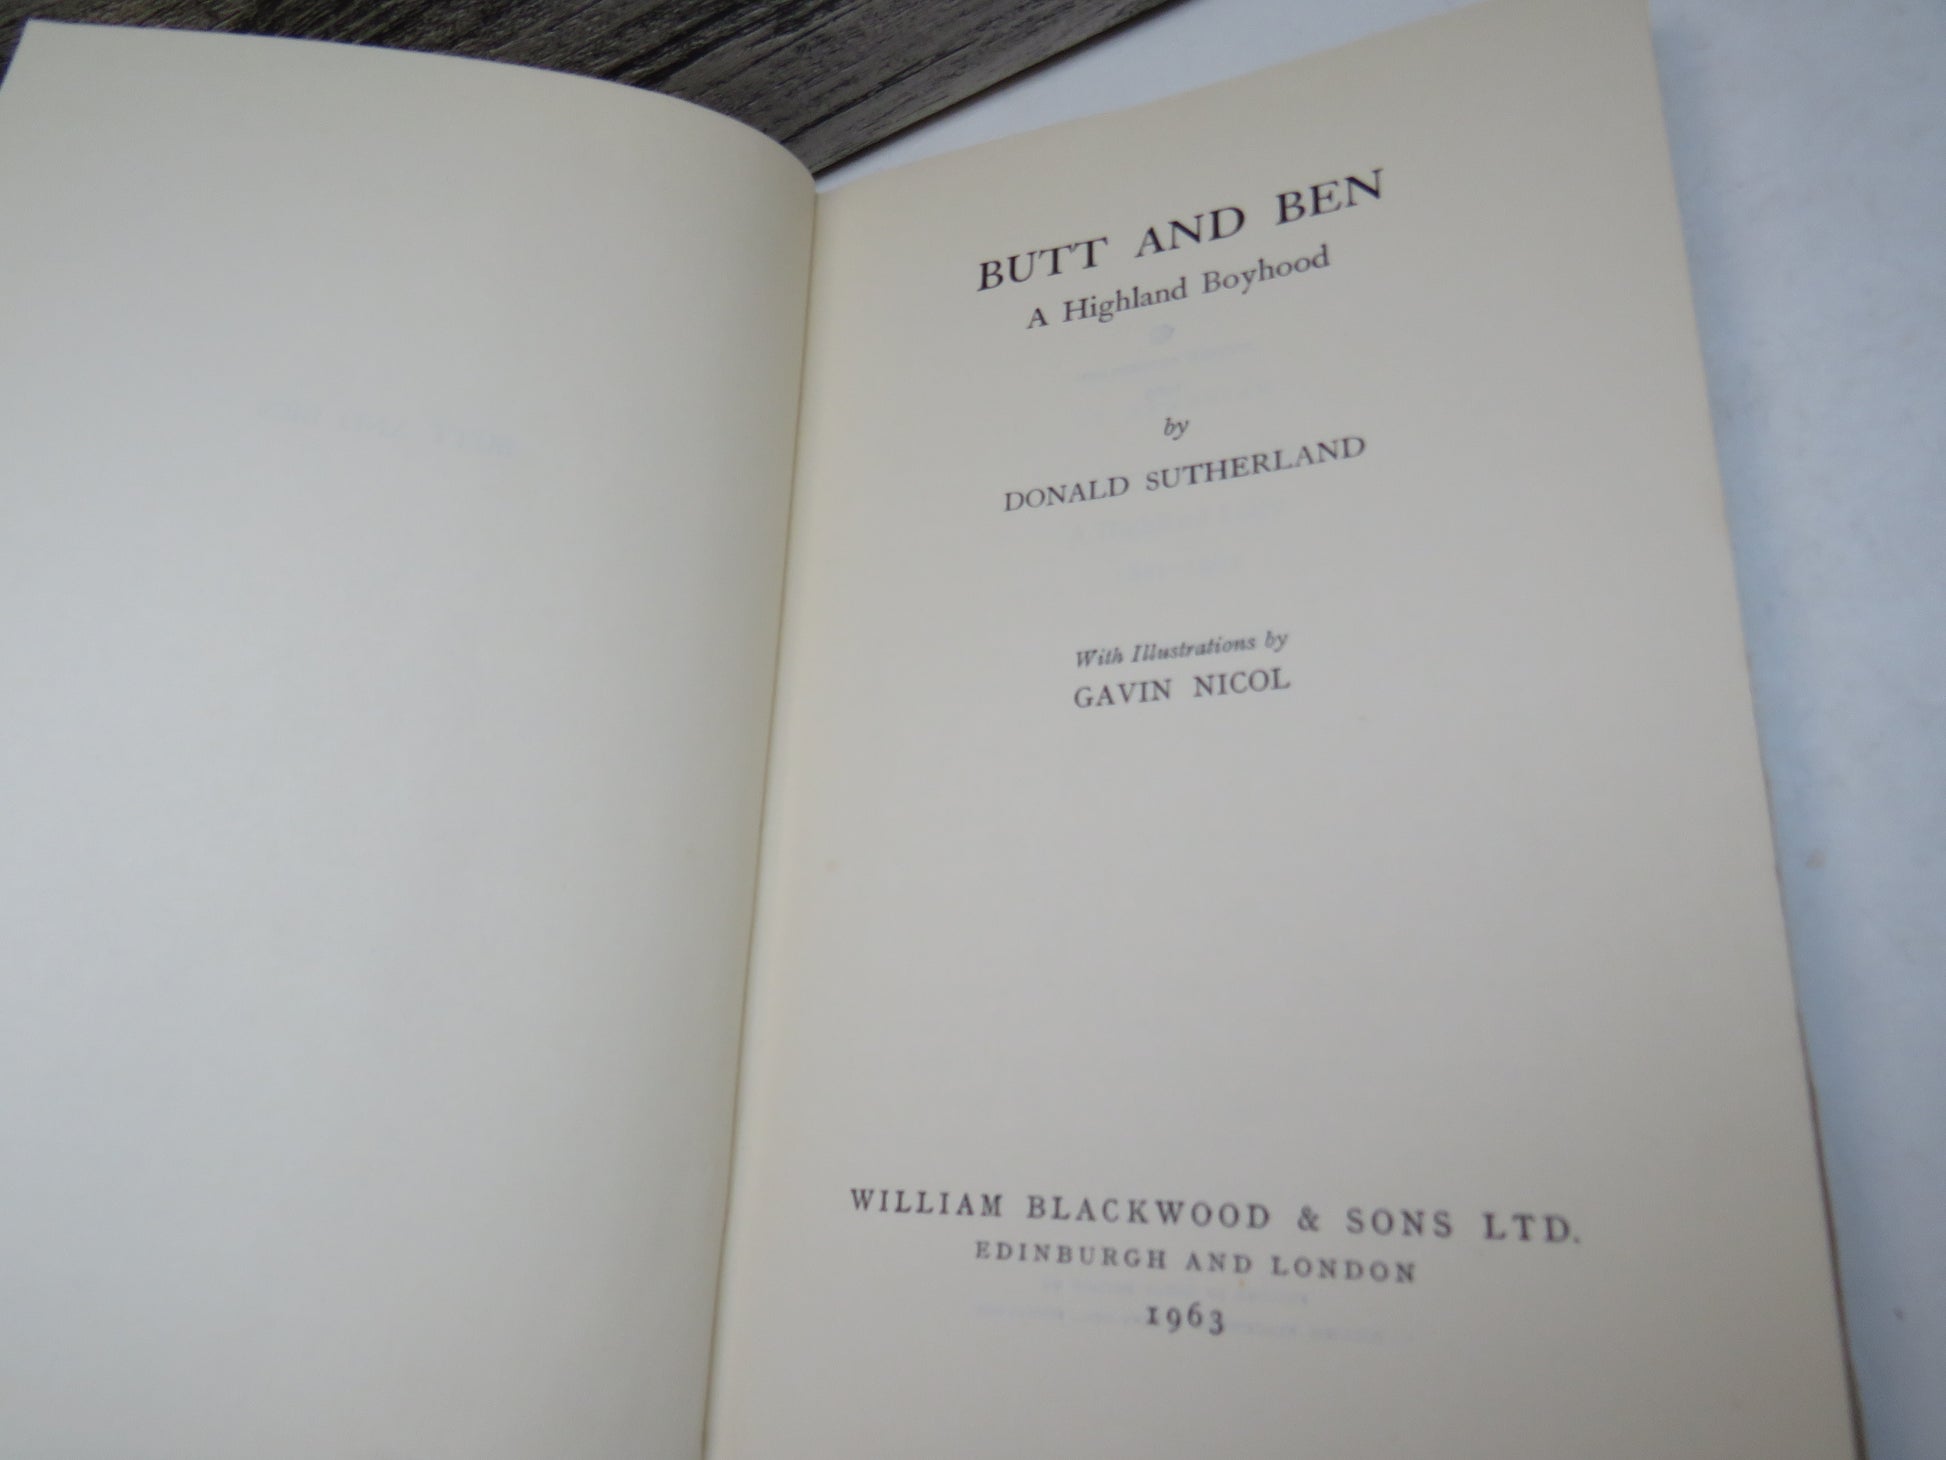 BUTT AND BEN
A Highland Boyhood
by
DONALD SUTHERLAND
With Illustrations by
GAVIN NICOL
WILLIAM BLACKWOOD & SONS LTD.
EDINBURGH AND LONDON
1963